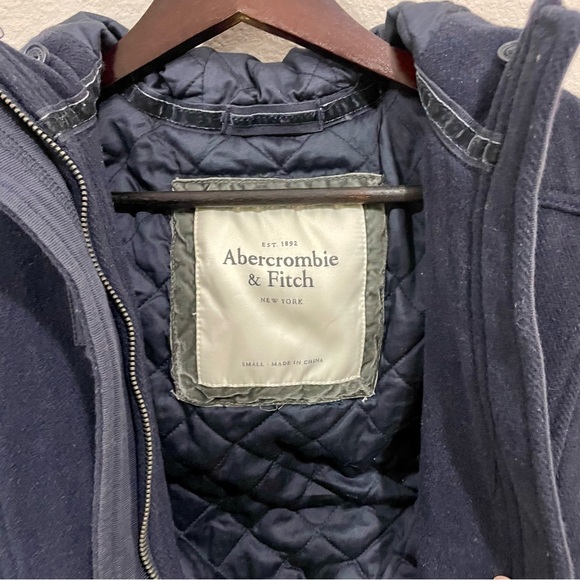 EST. 1892
Abercrombie
& Fitch
NEW YORK
SMALL - MADE IN CHINA